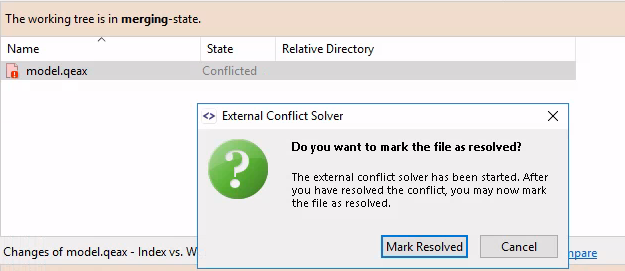 The working tree is in merging-state.
Name State Relative Directory
model.qeax Conflicted
External Conflict Solver
Do you want to mark the file as resolved?
The external conflict solver has been started. After
you have resolved the conflict, you may now mark
the file as resolved.
Mark Resolved Cancel
Changes of model.qeax - Index vs. W